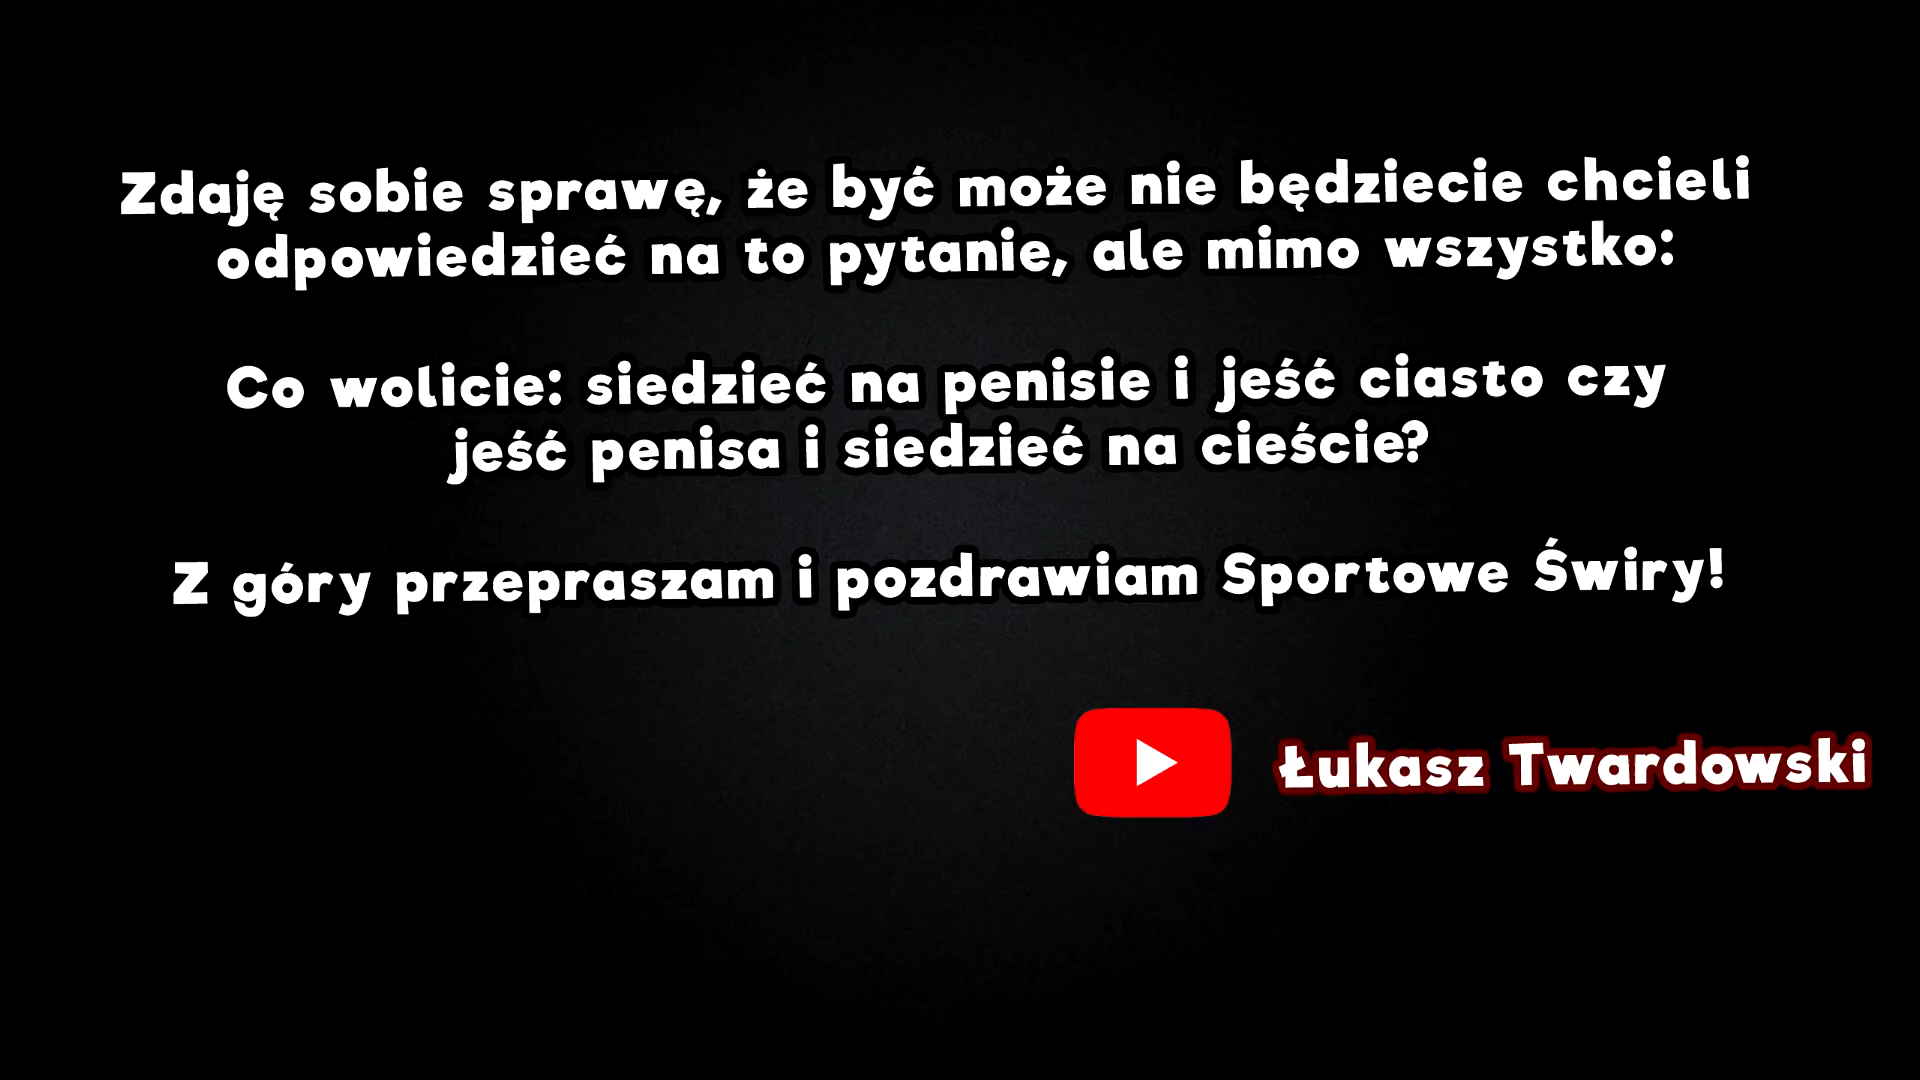 Zdaję sobie sprawę, że być może nie będziecie chcieli
odpowiedzieć na to pytanie, ale mimo wszystko:
Co wolicie: siedzieć na penisie i jeść ciasto czy
jeść penisa i siedzieć na cieście?
Z góry przepraszam i pozdrawiam Sportowe Świry!
Łukasz Twardowski